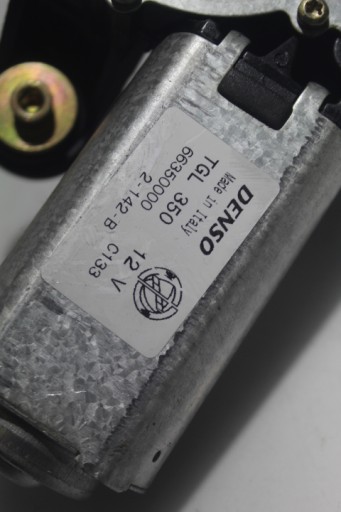 DENSO
Made in Italy
TGL 350 12 V
66350000
2-142-B C133